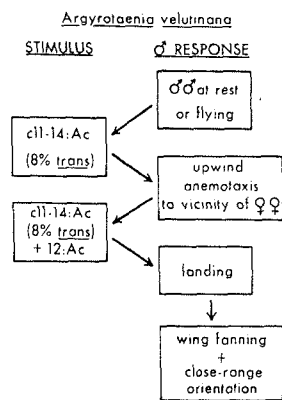 Argyrotaenia velutinana
STIMULUS ♂ RESPONSE
♂♂ at rest
or flying
c11-14:Ac
(8% trans)
upwind
anemotaxis
to vicinity of ♀♀
c11-14:Ac
(8% trans)
+ 12:Ac
landing
wing fanning
+
close-range
orientation